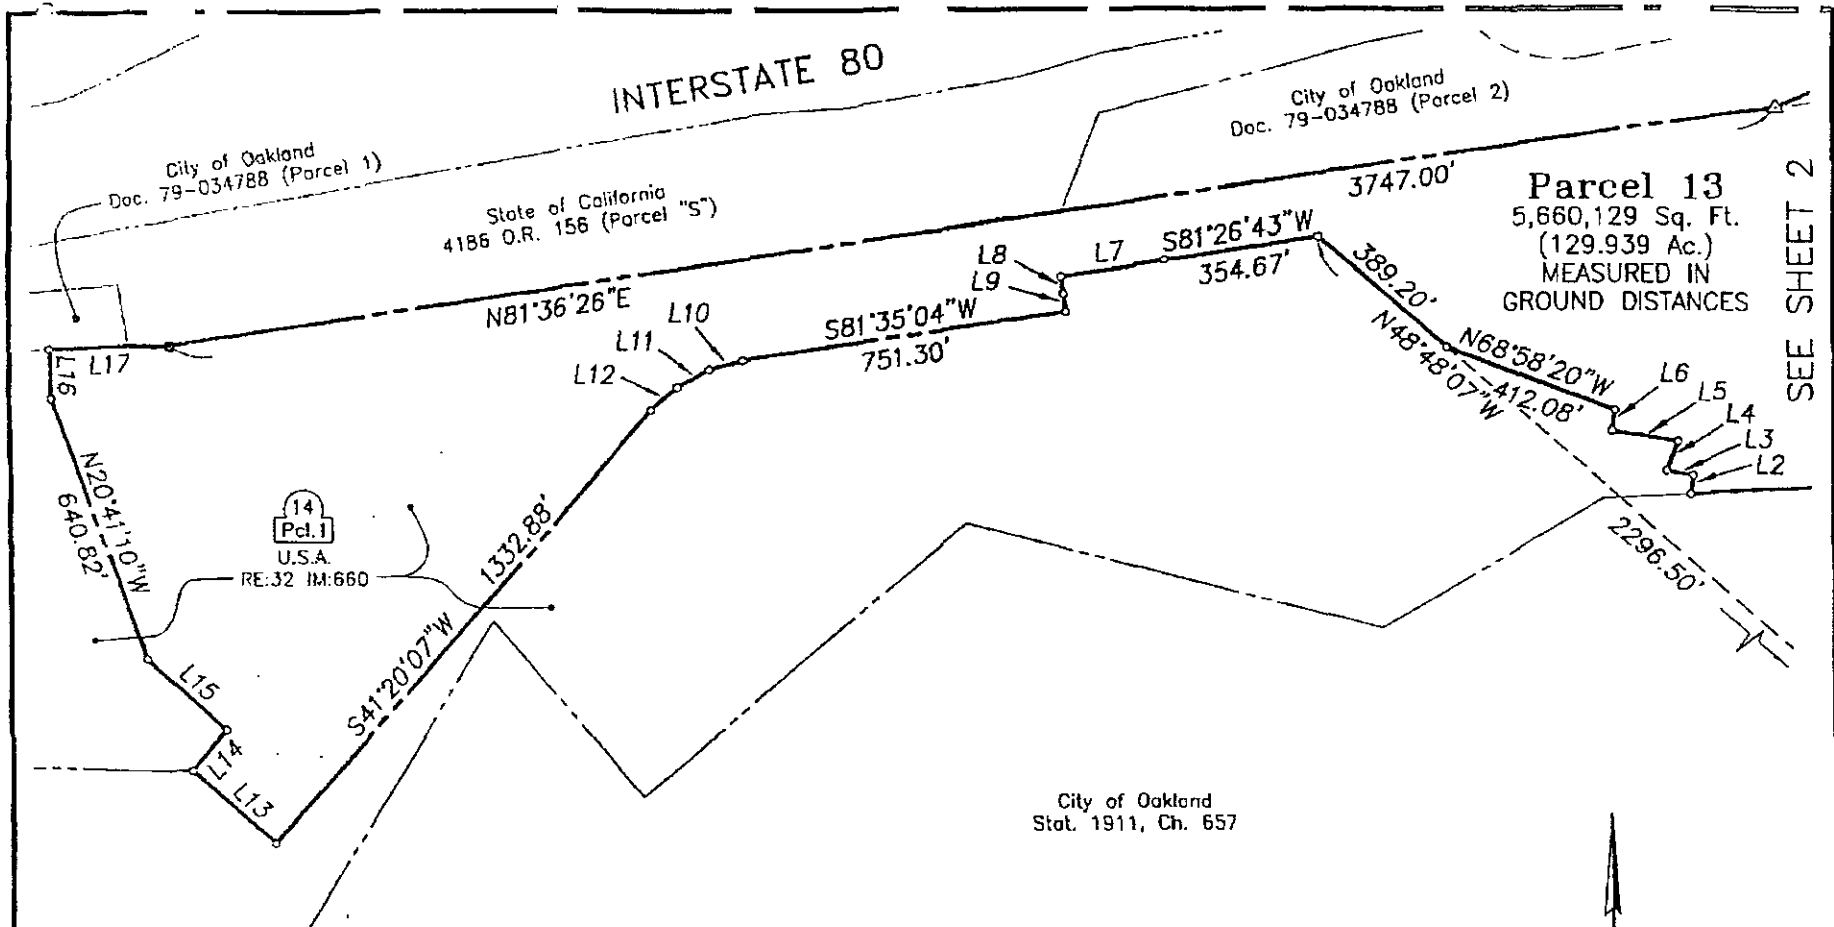 INTERSTATE 80
City of Oakland
Doc. 79-034788 (Parcel 1)
City of Oakland
Doc. 79-034788 (Parcel 2)
State of California
4186 O.R. 156 (Parcel "S")
N81°36'26"E
3747.00'
Parcel 13
5,660,129 Sq. Ft.
(129.939 Ac.)
MEASURED IN
GROUND DISTANCES
SEE SHEET 2
L8
L9
L7
S81°26'43"W
354.67'
389.20'
N48°48'07"W
N68°58'20"W
412.08'
L6
L5
L4
L3
L2
2296.50'
L10
L11
L12
S81°35'04"W
751.30'
L17
L16
N20°41'10"W
640.82'
14
Pcl.1
U.S.A.
RE:32 IM:660
1332.88'
S41°20'07"W
L15
L14
L13
City of Oakland
Stat. 1911, Ch. 657